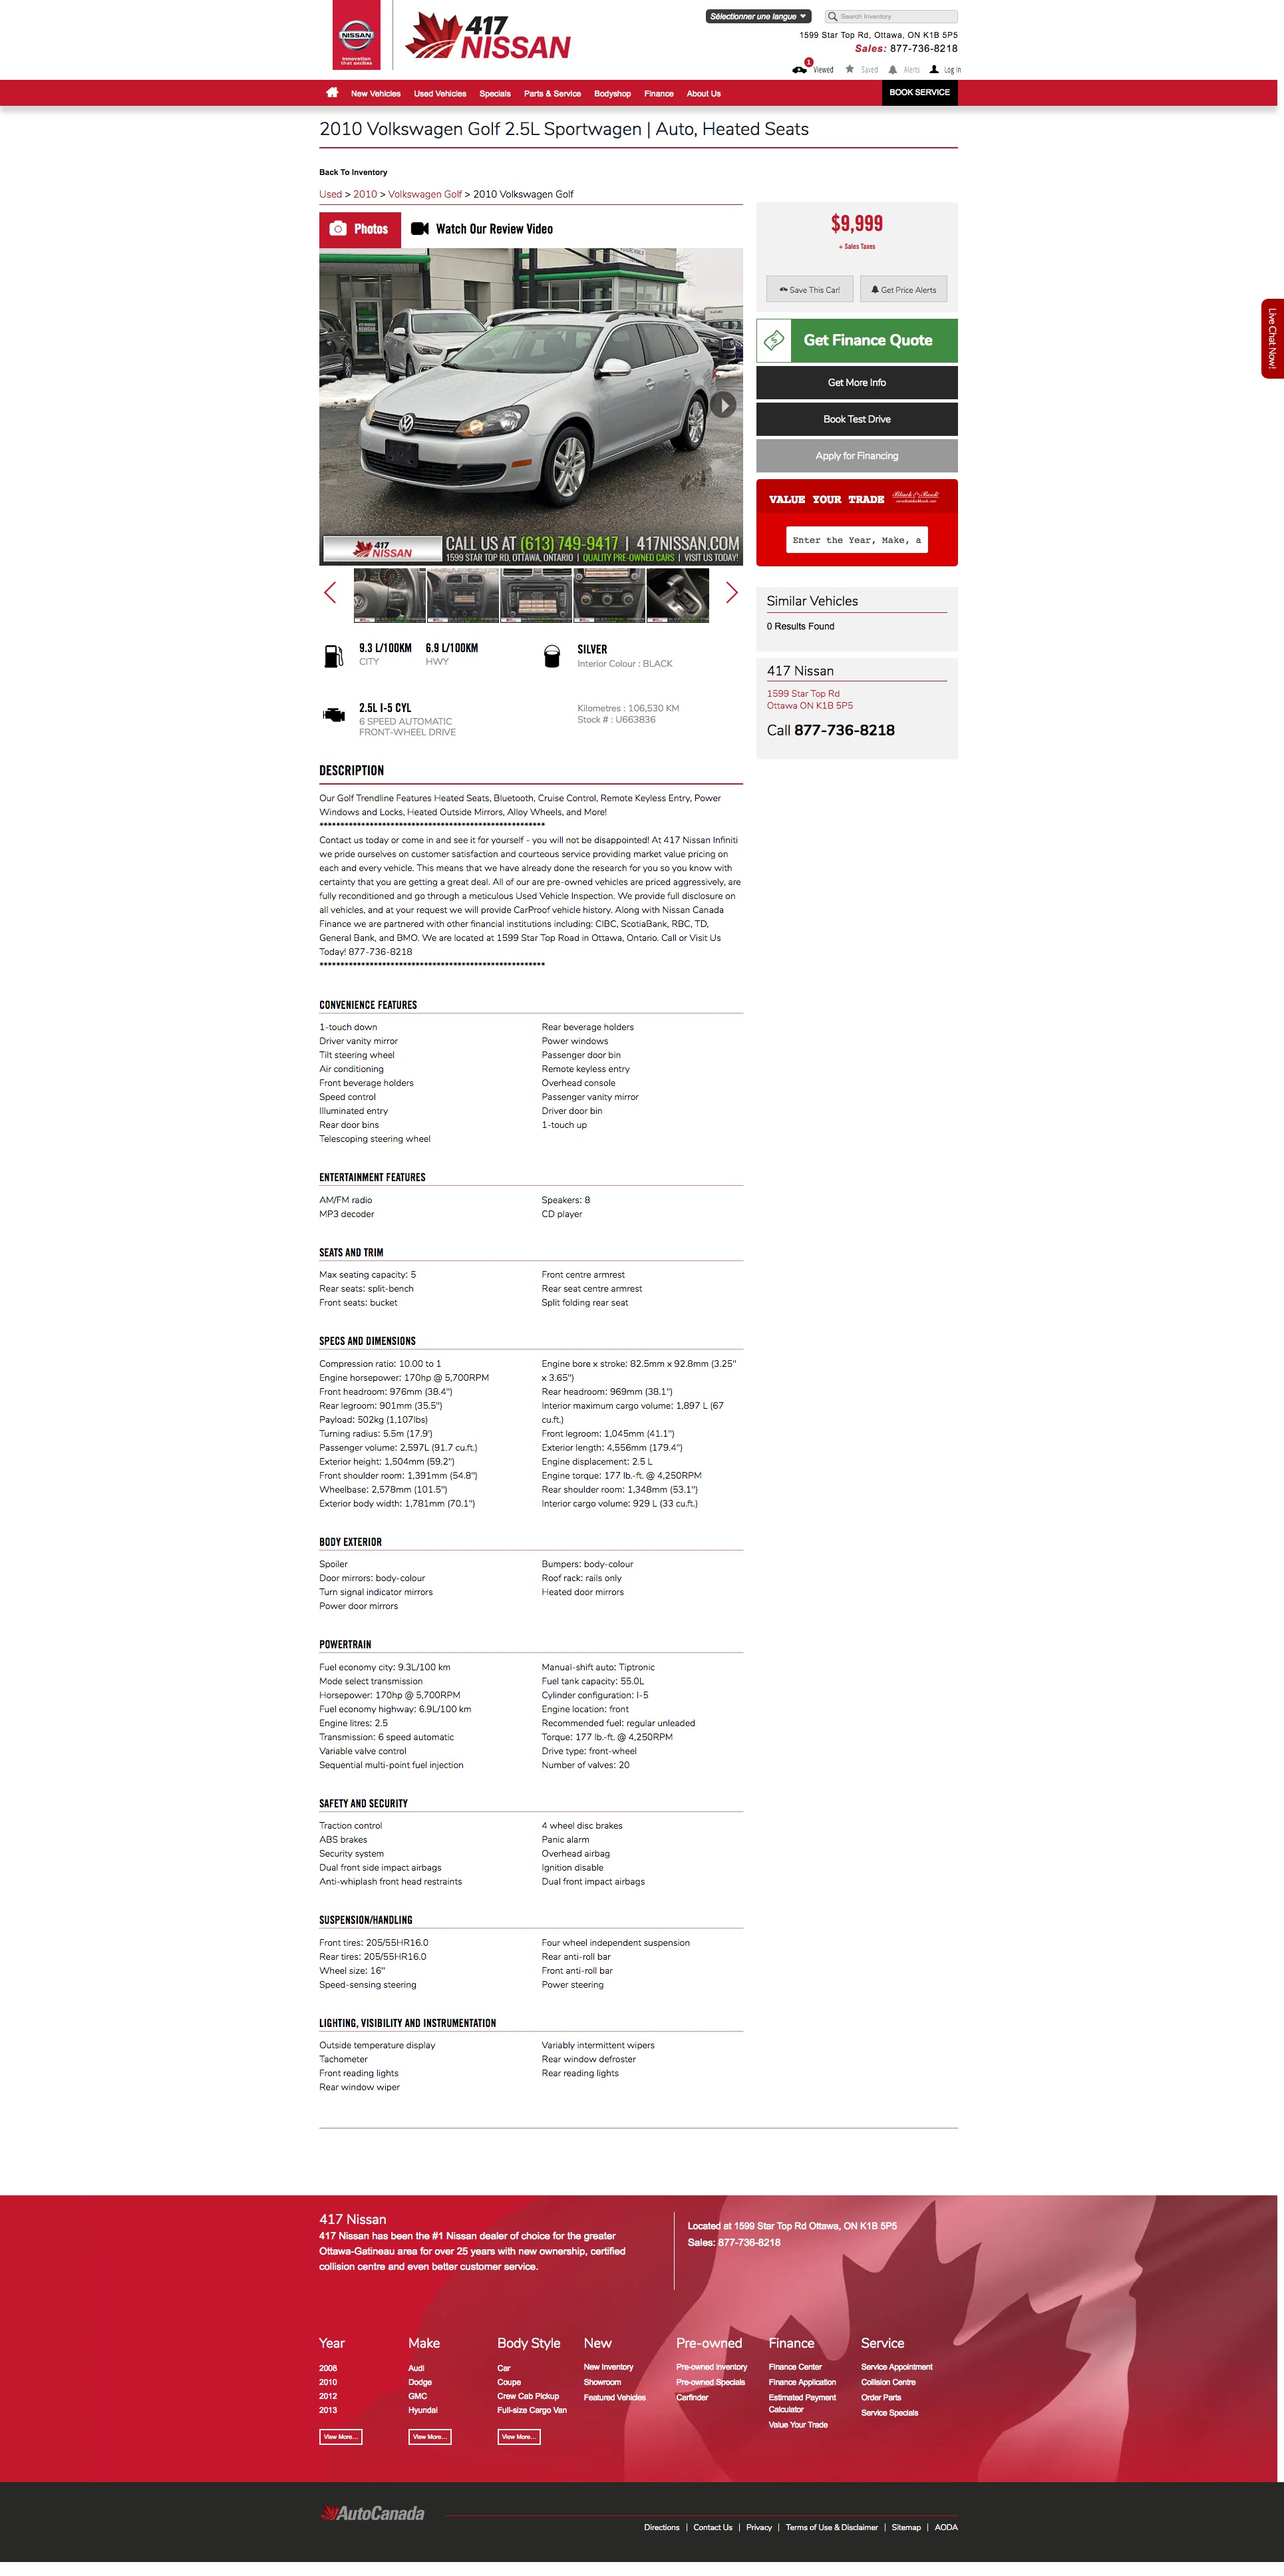 NISSAN
Innovation
that excites
417
NISSAN
Sélectionner une langue
Search Inventory
1599 Star Top Rd, Ottawa, ON K1B 5P5
Sales: 877-736-8218
1
Viewed
Saved
Alerts
Log In
New Vehicles
Used Vehicles
Specials
Parts & Service
Bodyshop
Finance
About Us
BOOK SERVICE
2010 Volkswagen Golf 2.5L Sportwagen | Auto, Heated Seats
Back To Inventory
Used > 2010 > Volkswagen Golf > 2010 Volkswagen Golf
Photos
Watch Our Review Video
417
NISSAN
CALL US AT (613) 749-9417 | 417NISSAN.COM
1599 STAR TOP RD, OTTAWA, ONTARIO | QUALITY PRE-OWNED CARS | VISIT US TODAY!
$9,999
+ Sales Taxes
Save This Car!
Get Price Alerts
Get Finance Quote
Get More Info
Book Test Drive
Apply for Financing
VALUE YOUR TRADE
Black Book
Enter the Year, Make, a
Live Chat Now!
Similar Vehicles
0 Results Found
417 Nissan
1599 Star Top Rd
Ottawa ON K1B 5P5
Call 877-736-8218
9.3 L/100KM
CITY
6.9 L/100KM
HWY
SILVER
Interior Colour : BLACK
2.5L I-5 CYL
6 SPEED AUTOMATIC
FRONT-WHEEL DRIVE
Kilometres : 106,530 KM
Stock # : U663836
DESCRIPTION
Our Golf Trendline Features Heated Seats, Bluetooth, Cruise Control, Remote Keyless Entry, Power
Windows and Locks, Heated Outside Mirrors, Alloy Wheels, and More!
******************************************************
Contact us today or come in and see it for yourself - you will not be disappointed! At 417 Nissan Infiniti
we pride ourselves on customer satisfaction and courteous service providing market value pricing on
each and every vehicle. This means that we have already done the research for you so you know with
certainty that you are getting a great deal. All of our are pre-owned vehicles are priced aggressively, are
fully reconditioned and go through a meticulous Used Vehicle Inspection. We provide full disclosure on
all vehicles, and at your request we will provide CarProof vehicle history. Along with Nissan Canada
Finance we are partnered with other financial institutions including: CIBC, ScotiaBank, RBC, TD,
General Bank, and BMO. We are located at 1599 Star Top Road in Ottawa, Ontario. Call or Visit Us
Today! 877-736-8218
******************************************************
CONVENIENCE FEATURES
1-touch down
Driver vanity mirror
Tilt steering wheel
Air conditioning
Front beverage holders
Speed control
Illuminated entry
Rear door bins
Telescoping steering wheel
Rear beverage holders
Power windows
Passenger door bin
Remote keyless entry
Overhead console
Passenger vanity mirror
Driver door bin
1-touch up
ENTERTAINMENT FEATURES
AM/FM radio
MP3 decoder
Speakers: 8
CD player
SEATS AND TRIM
Max seating capacity: 5
Rear seats: split-bench
Front seats: bucket
Front centre armrest
Rear seat centre armrest
Split folding rear seat
SPECS AND DIMENSIONS
Compression ratio: 10.00 to 1
Engine horsepower: 170hp @ 5,700RPM
Front headroom: 976mm (38.4")
Rear legroom: 901mm (35.5")
Payload: 502kg (1,107lbs)
Turning radius: 5.5m (17.9')
Passenger volume: 2,597L (91.7 cu.ft.)
Exterior height: 1,504mm (59.2")
Front shoulder room: 1,391mm (54.8")
Wheelbase: 2,578mm (101.5")
Exterior body width: 1,781mm (70.1")
Engine bore x stroke: 82.5mm x 92.8mm (3.25"
x 3.65")
Rear headroom: 969mm (38.1")
Interior maximum cargo volume: 1,897 L (67
cu.ft.)
Front legroom: 1,045mm (41.1")
Exterior length: 4,556mm (179.4")
Engine displacement: 2.5 L
Engine torque: 177 lb.-ft. @ 4,250RPM
Rear shoulder room: 1,348mm (53.1")
Interior cargo volume: 929 L (33 cu.ft.)
BODY EXTERIOR
Spoiler
Door mirrors: body-colour
Turn signal indicator mirrors
Power door mirrors
Bumpers: body-colour
Roof rack: rails only
Heated door mirrors
POWERTRAIN
Fuel economy city: 9.3L/100 km
Mode select transmission
Horsepower: 170hp @ 5,700RPM
Fuel economy highway: 6.9L/100 km
Engine litres: 2.5
Transmission: 6 speed automatic
Variable valve control
Sequential multi-point fuel injection
Manual-shift auto: Tiptronic
Fuel tank capacity: 55.0L
Cylinder configuration: I-5
Engine location: front
Recommended fuel: regular unleaded
Torque: 177 lb.-ft. @ 4,250RPM
Drive type: front-wheel
Number of valves: 20
SAFETY AND SECURITY
Traction control
ABS brakes
Security system
Dual front side impact airbags
Anti-whiplash front head restraints
4 wheel disc brakes
Panic alarm
Overhead airbag
Ignition disable
Dual front impact airbags
SUSPENSION/HANDLING
Front tires: 205/55HR16.0
Rear tires: 205/55HR16.0
Wheel size: 16"
Speed-sensing steering
Four wheel independent suspension
Rear anti-roll bar
Front anti-roll bar
Power steering
LIGHTING, VISIBILITY AND INSTRUMENTATION
Outside temperature display
Tachometer
Front reading lights
Rear window wiper
Variably intermittent wipers
Rear window defroster
Rear reading lights
417 Nissan
417 Nissan has been the #1 Nissan dealer of choice for the greater
Ottawa-Gatineau area for over 25 years with new ownership, certified
collision centre and even better customer service.
Located at 1599 Star Top Rd Ottawa, ON K1B 5P5
Sales: 877-736-8218
Year
2008
2010
2012
2013
View More...
Make
Audi
Dodge
GMC
Hyundai
View More...
Body Style
Car
Coupe
Crew Cab Pickup
Full-size Cargo Van
View More...
New
New Inventory
Showroom
Featured Vehicles
Pre-owned
Pre-owned Inventory
Pre-owned Specials
Carfinder
Finance
Finance Center
Finance Application
Estimated Payment
Calculator
Value Your Trade
Service
Service Appointment
Collision Centre
Order Parts
Service Specials
AutoCanada
Directions | Contact Us | Privacy | Terms of Use & Disclaimer | Sitemap | AODA